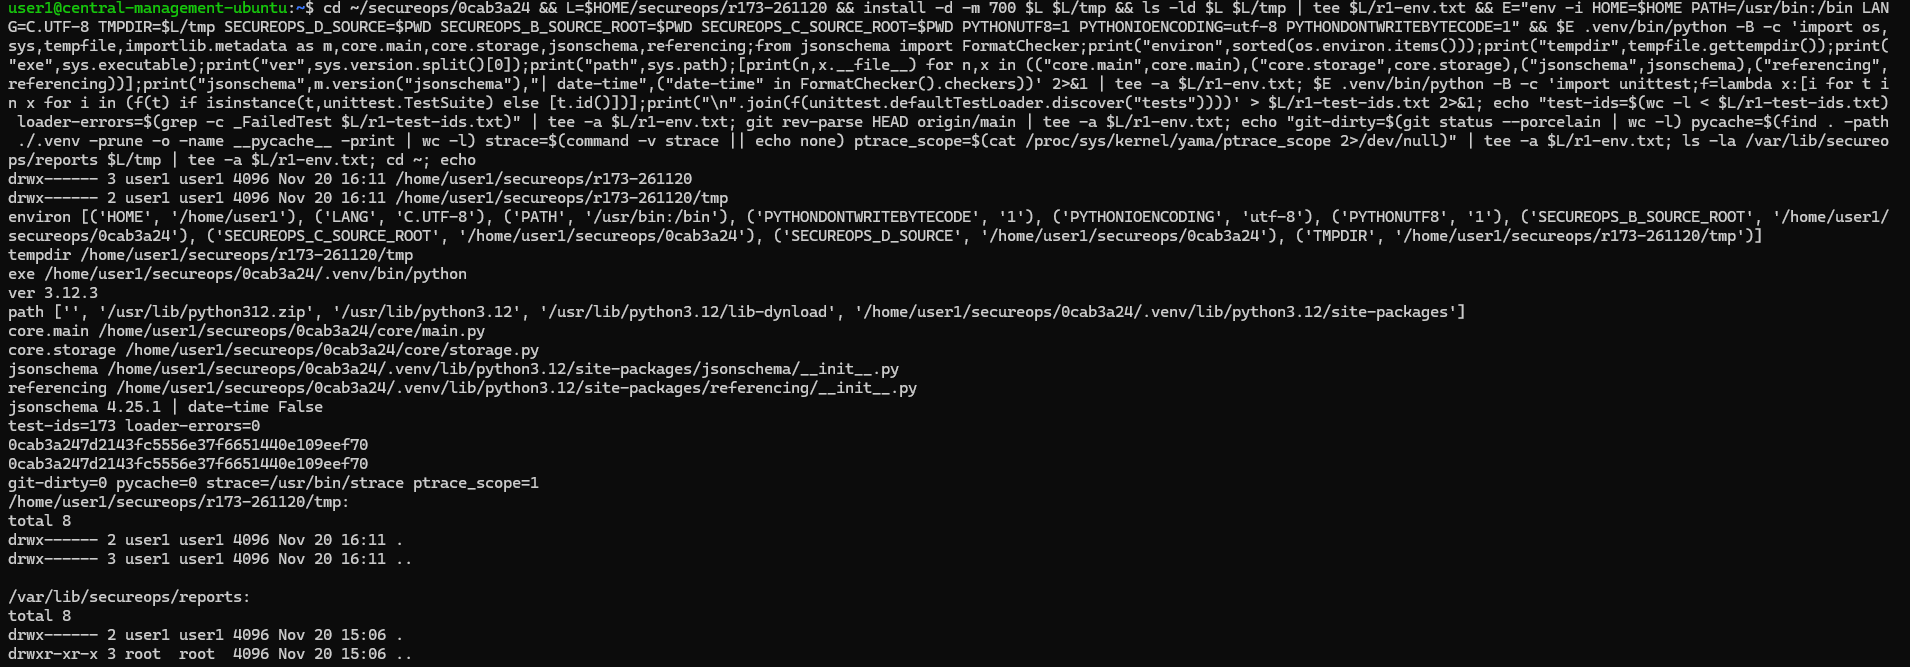 user1@central-management-ubuntu:~$ cd ~/secureops/0cab3a24 && L=$HOME/secureops/r173-261120 && install -d -m 700 $L $L/tmp && ls -ld $L $L/tmp | tee $L/r1-env.txt && E="env -i HOME=$HOME PATH=/usr/bin:/bin LAN
G=C.UTF-8 TMPDIR=$L/tmp SECUREOPS_D_SOURCE=$PWD SECUREOPS_B_SOURCE_ROOT=$PWD SECUREOPS_C_SOURCE_ROOT=$PWD PYTHONUTF8=1 PYTHONIOENCODING=utf-8 PYTHONDONTWRITEBYTECODE=1" && $E .venv/bin/python -B -c 'import os,
sys,tempfile,importlib.metadata as m,core.main,core.storage,jsonschema,referencing;from jsonschema import FormatChecker;print("environ",sorted(os.environ.items()));print("tempdir",tempfile.gettempdir());print(
"exe",sys.executable);print("ver",sys.version.split()[0]);print("path",sys.path);[print(n,x.__file__) for n,x in (("core.main",core.main),("core.storage",core.storage),("jsonschema",jsonschema),("referencing",
referencing))];print("jsonschema",m.version("jsonschema"),"| date-time",("date-time" in FormatChecker().checkers))' 2>&1 | tee -a $L/r1-env.txt; $E .venv/bin/python -B -c 'import unittest;f=lambda x:[i for t i
n x for i in (f(t) if isinstance(t,unittest.TestSuite) else [t.id()])];print("\n".join(f(unittest.defaultTestLoader.discover("tests"))))' > $L/r1-test-ids.txt 2>&1; echo "test-ids=$(wc -l < $L/r1-test-ids.txt)
 loader-errors=$(grep -c _FailedTest $L/r1-test-ids.txt)" | tee -a $L/r1-env.txt; git rev-parse HEAD origin/main | tee -a $L/r1-env.txt; echo "git-dirty=$(git status --porcelain | wc -l) pycache=$(find . -path
 ./.venv -prune -o -name __pycache__ -print | wc -l) strace=$(command -v strace || echo none) ptrace_scope=$(cat /proc/sys/kernel/yama/ptrace_scope 2>/dev/null)" | tee -a $L/r1-env.txt; ls -la /var/lib/secureo
ps/reports $L/tmp | tee -a $L/r1-env.txt; cd ~; echo
drwx------ 3 user1 user1 4096 Nov 20 16:11 /home/user1/secureops/r173-261120
drwx------ 2 user1 user1 4096 Nov 20 16:11 /home/user1/secureops/r173-261120/tmp
environ [('HOME', '/home/user1'), ('LANG', 'C.UTF-8'), ('PATH', '/usr/bin:/bin'), ('PYTHONDONTWRITEBYTECODE', '1'), ('PYTHONIOENCODING', 'utf-8'), ('PYTHONUTF8', '1'), ('SECUREOPS_B_SOURCE_ROOT', '/home/user1/
secureops/0cab3a24'), ('SECUREOPS_C_SOURCE_ROOT', '/home/user1/secureops/0cab3a24'), ('SECUREOPS_D_SOURCE', '/home/user1/secureops/0cab3a24'), ('TMPDIR', '/home/user1/secureops/r173-261120/tmp')]
tempdir /home/user1/secureops/r173-261120/tmp
exe /home/user1/secureops/0cab3a24/.venv/bin/python
ver 3.12.3
path ['', '/usr/lib/python312.zip', '/usr/lib/python3.12', '/usr/lib/python3.12/lib-dynload', '/home/user1/secureops/0cab3a24/.venv/lib/python3.12/site-packages']
core.main /home/user1/secureops/0cab3a24/core/main.py
core.storage /home/user1/secureops/0cab3a24/core/storage.py
jsonschema /home/user1/secureops/0cab3a24/.venv/lib/python3.12/site-packages/jsonschema/__init__.py
referencing /home/user1/secureops/0cab3a24/.venv/lib/python3.12/site-packages/referencing/__init__.py
jsonschema 4.25.1 | date-time False
test-ids=173 loader-errors=0
0cab3a247d2143fc5556e37f6651440e109eef70
0cab3a247d2143fc5556e37f6651440e109eef70
git-dirty=0 pycache=0 strace=/usr/bin/strace ptrace_scope=1
/home/user1/secureops/r173-261120/tmp:
total 8
drwx------ 2 user1 user1 4096 Nov 20 16:11 .
drwx------ 3 user1 user1 4096 Nov 20 16:11 ..

/var/lib/secureops/reports:
total 8
drwx------ 2 user1 user1 4096 Nov 20 15:06 .
drwxr-xr-x 3 root  root  4096 Nov 20 15:06 ..